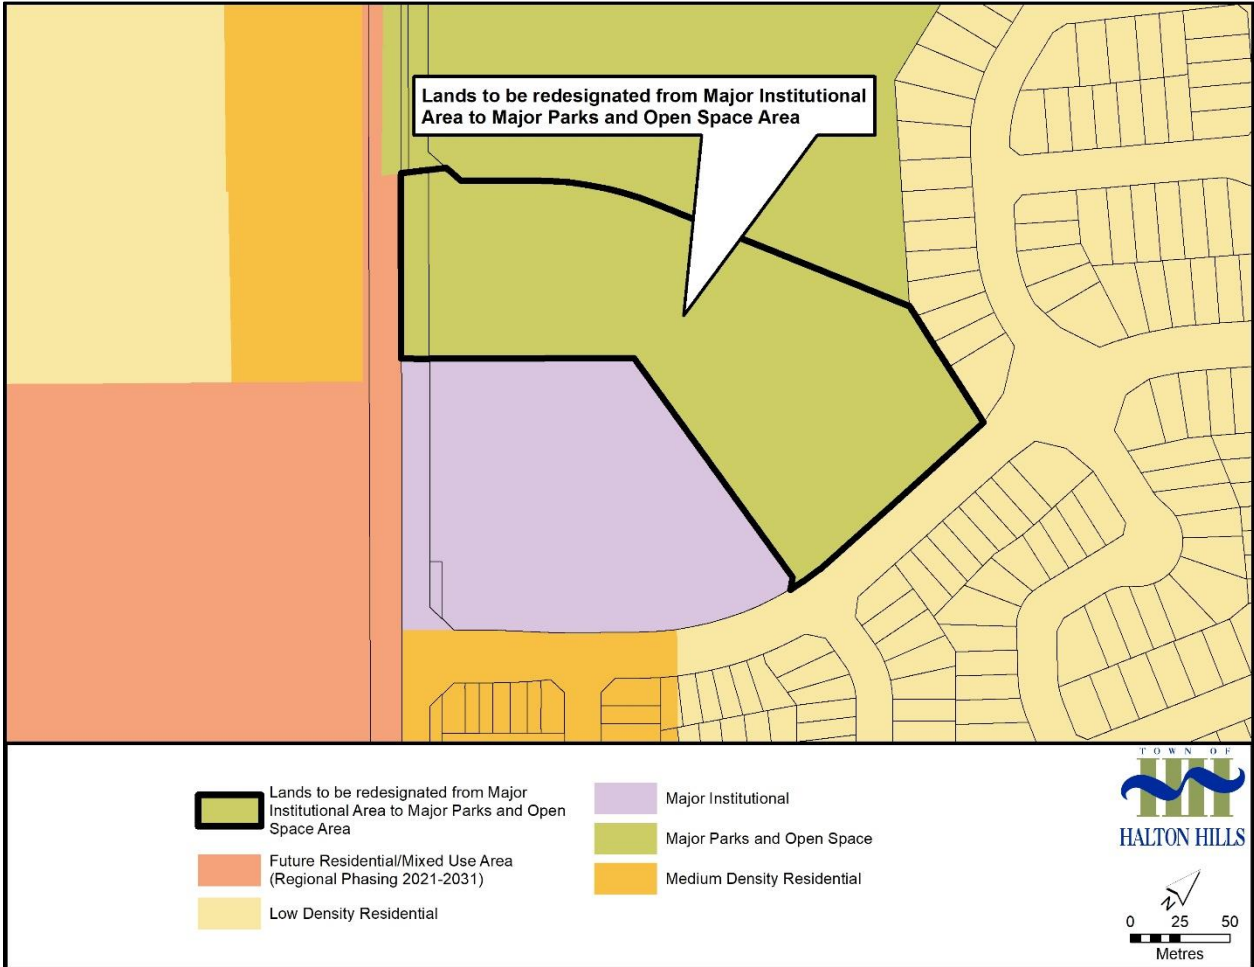 Lands to be redesignated from Major Institutional
Area to Major Parks and Open Space Area
Lands to be redesignated from Major
Institutional Area to Major Parks and Open
Space Area
Future Residential/Mixed Use Area
(Regional Phasing 2021-2031)
Low Density Residential
Major Institutional
Major Parks and Open Space
Medium Density Residential
TOWN OF
HALTON HILLS
N
0 25 50
Metres